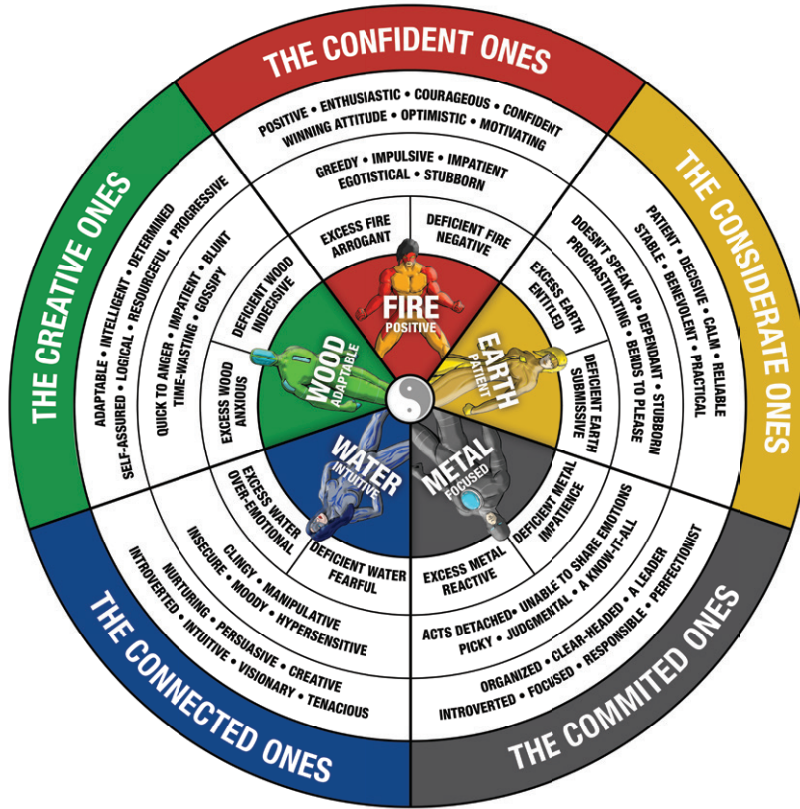 THE CONFIDENT ONES
POSITIVE • ENTHUSIASTIC • COURAGEOUS • CONFIDENT
WINNING ATTITUDE • OPTIMISTIC • MOTIVATING
GREEDY • IMPULSIVE • IMPATIENT
EGOTISTICAL • STUBBORN
EXCESS FIRE
ARROGANT
DEFICIENT FIRE
NEGATIVE
FIRE
POSITIVE
THE CONSIDERATE ONES
PATIENT • DECISIVE • CALM • RELIABLE
STABLE • BENEVOLENT • PRACTICAL
DOESN'T SPEAK UP• DEPENDANT • STUBBORN
PROCRASTINATING • BENDS TO PLEASE
EXCESS EARTH
ENTITLED
DEFICIENT EARTH
SUBMISSIVE
EARTH
PATIENT
THE COMMITED ONES
ORGANIZED • CLEAR-HEADED • A LEADER
INTROVERTED • FOCUSED • RESPONSIBLE • PERFECTIONIST
ACTS DETACHED• UNABLE TO SHARE EMOTIONS
PICKY • JUDGMENTAL • A KNOW-IT-ALL
DEFICIENT METAL
IMPATIENCE
EXCESS METAL
REACTIVE
METAL
FOCUSED
THE CONNECTED ONES
NURTURING • PERSUASIVE • CREATIVE
INTROVERTED • INTUITIVE • VISIONARY • TENACIOUS
CLINGY • MANIPULATIVE
INSECURE • MOODY • HYPERSENSITIVE
EXCESS WATER
OVER-EMOTIONAL
DEFICIENT WATER
FEARFUL
WATER
INTUITIVE
THE CREATIVE ONES
ADAPTABLE • INTELLIGENT • DETERMINED
SELF-ASSURED • LOGICAL • RESOURCEFUL • PROGRESSIVE
QUICK TO ANGER • IMPATIENT • BLUNT
TIME-WASTING • GOSSIPY
DEFICIENT WOOD
INDECISIVE
EXCESS WOOD
ANXIOUS
WOOD
ADAPTABLE